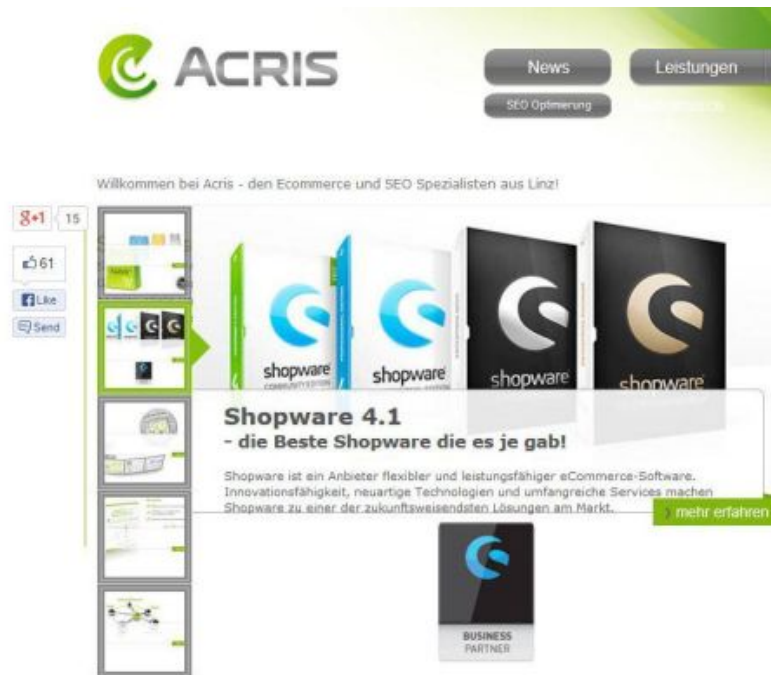 ACRIS
News
Leistungen
SEO Optimierung
Willkommen bei Acris - den Ecommerce und SEO Spezialisten aus Linz!
g+1 15
61
Like
Send
shopware
COMMUNITY EDITION
shopware
shopware
shopware
Shopware 4.1
- die Beste Shopware die es je gab!
Shopware ist ein Anbieter flexibler und leistungsfähiger eCommerce-Software.
Innovationsfähigkeit, neuartige Technologien und umfangreiche Services machen
Shopware zu einer der zukunftsweisendsten Lösungen am Markt.
mehr erfahren
BUSINESS
PARTNER